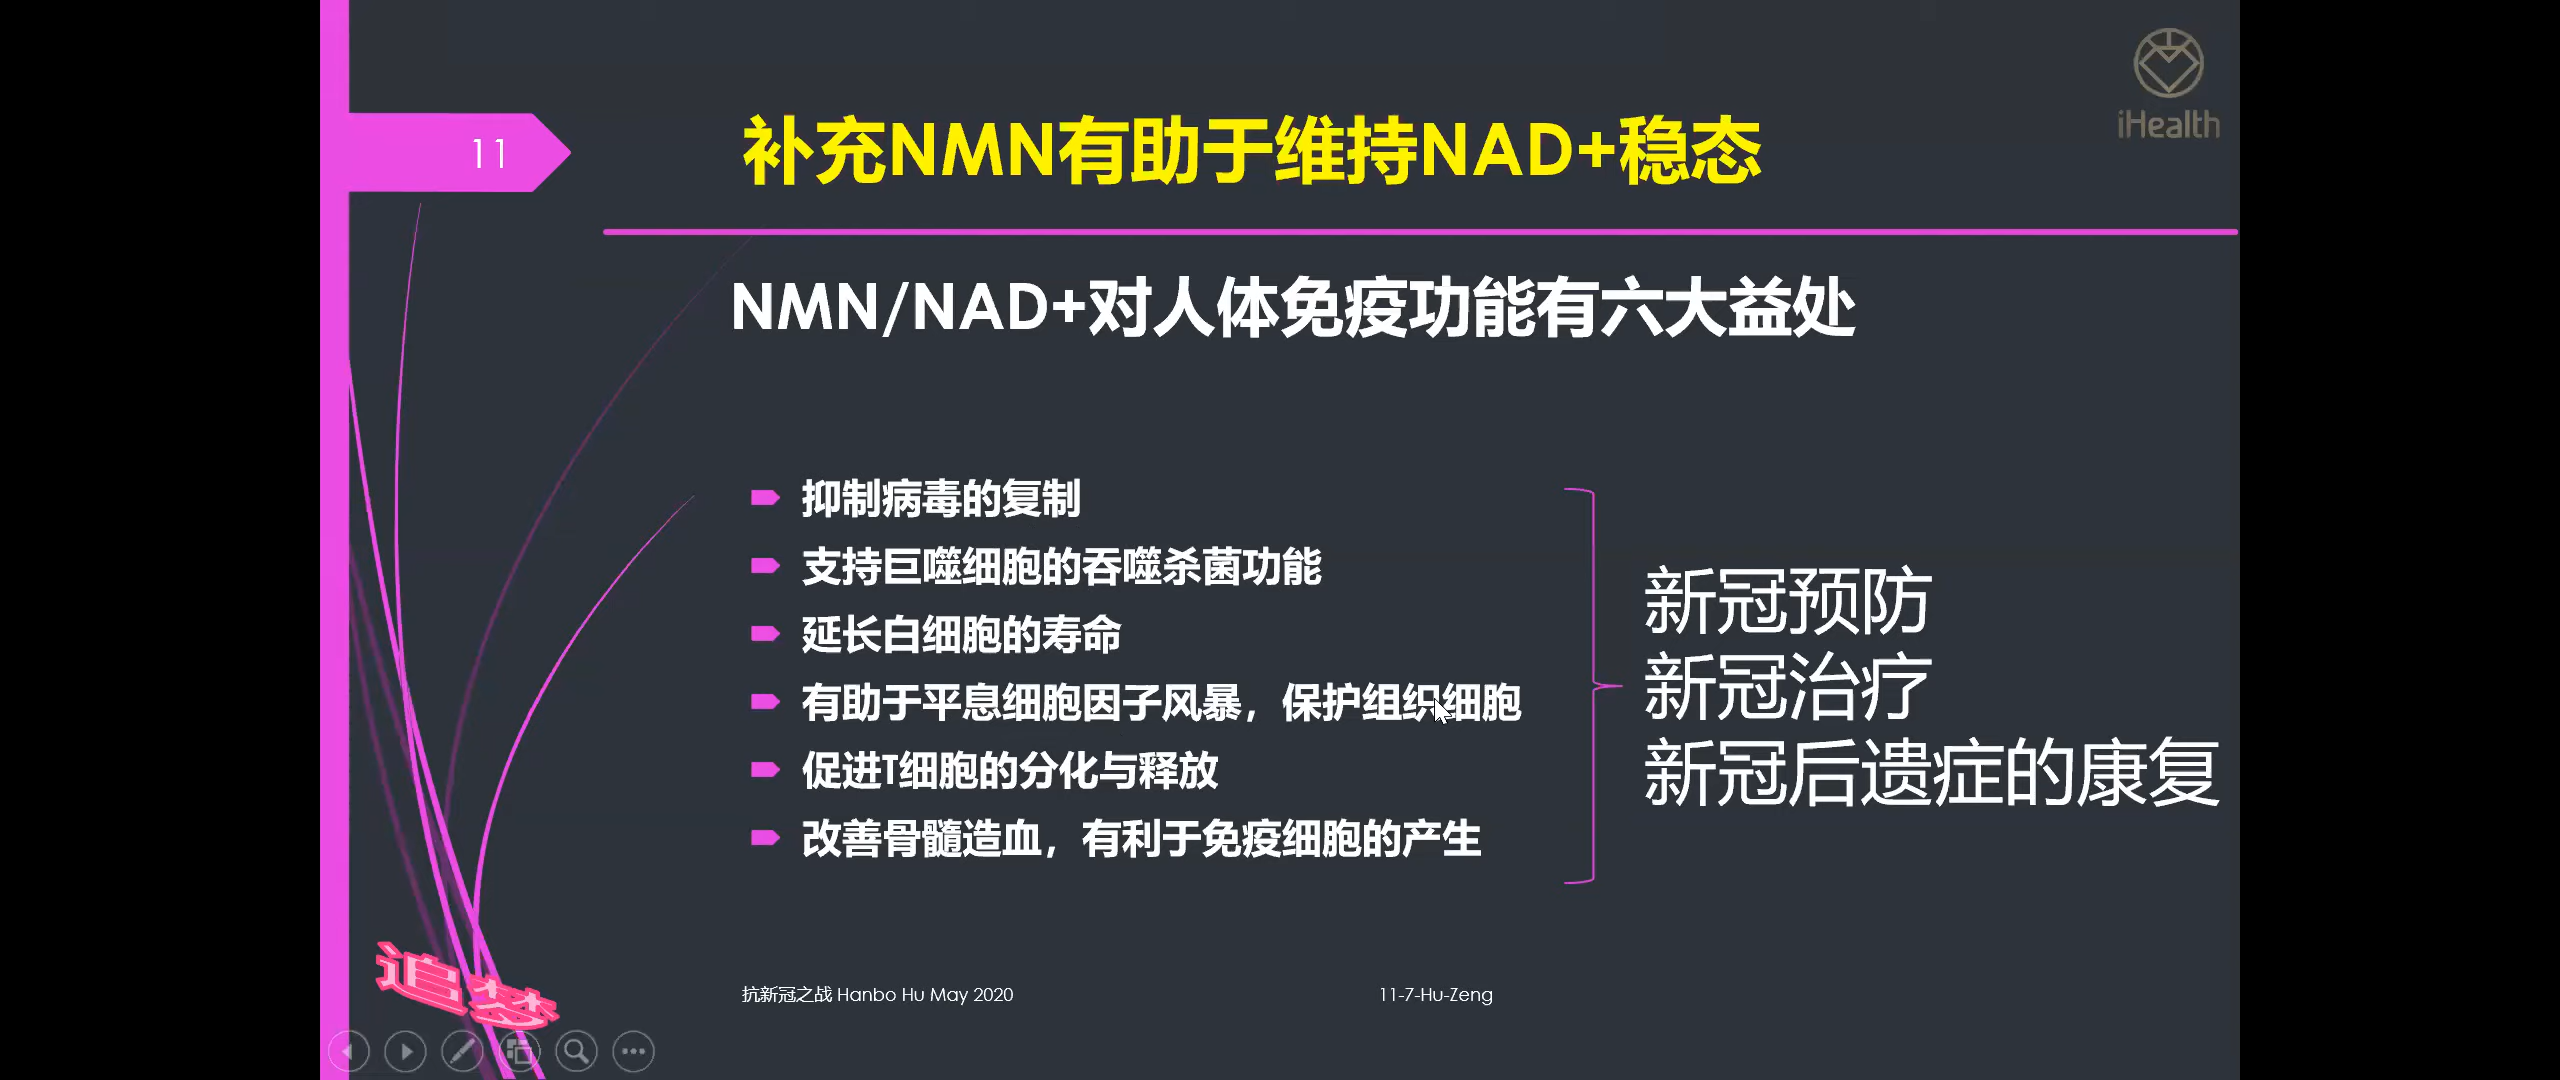 iHealth
11
补充NMN有助于维持NAD+稳态
NMN/NAD+对人体免疫功能有六大益处
抑制病毒的复制
支持巨噬细胞的吞噬杀菌功能
延长白细胞的寿命
有助于平息细胞因子风暴，保护组织细胞
促进T细胞的分化与释放
改善骨髓造血，有利于免疫细胞的产生
新冠预防
新冠治疗
新冠后遗症的康复
追梦
抗新冠之战 Hanbo Hu May 2020
11-7-Hu-Zeng